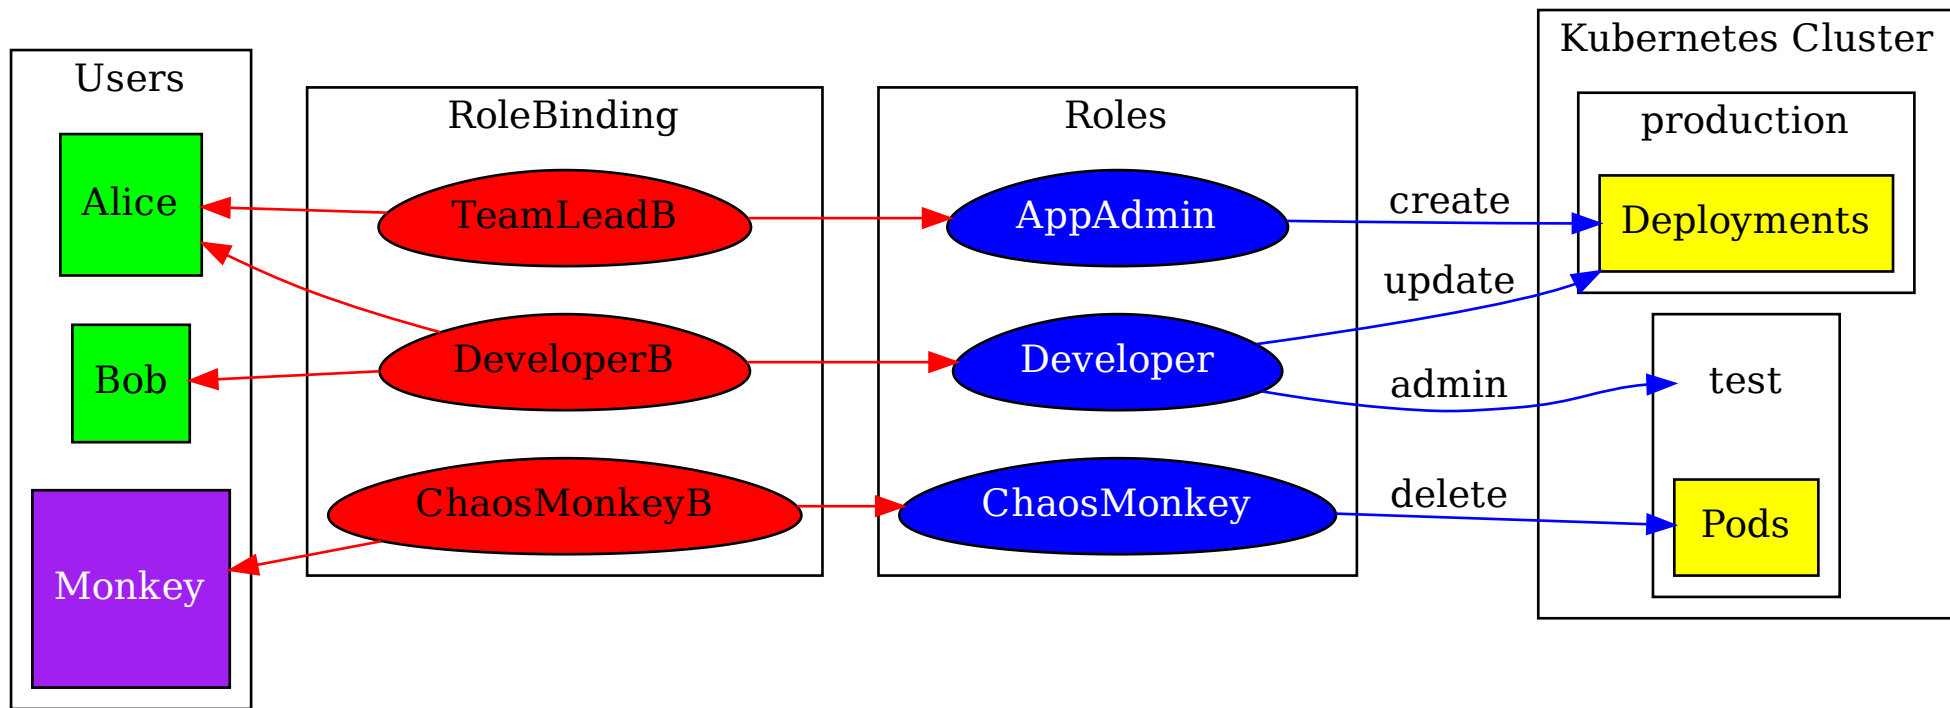 Users
Alice
Bob
Monkey
RoleBinding
TeamLeadB
DeveloperB
ChaosMonkeyB
Roles
AppAdmin
Developer
ChaosMonkey
create
update
admin
delete
Kubernetes Cluster
production
Deployments
test
Pods